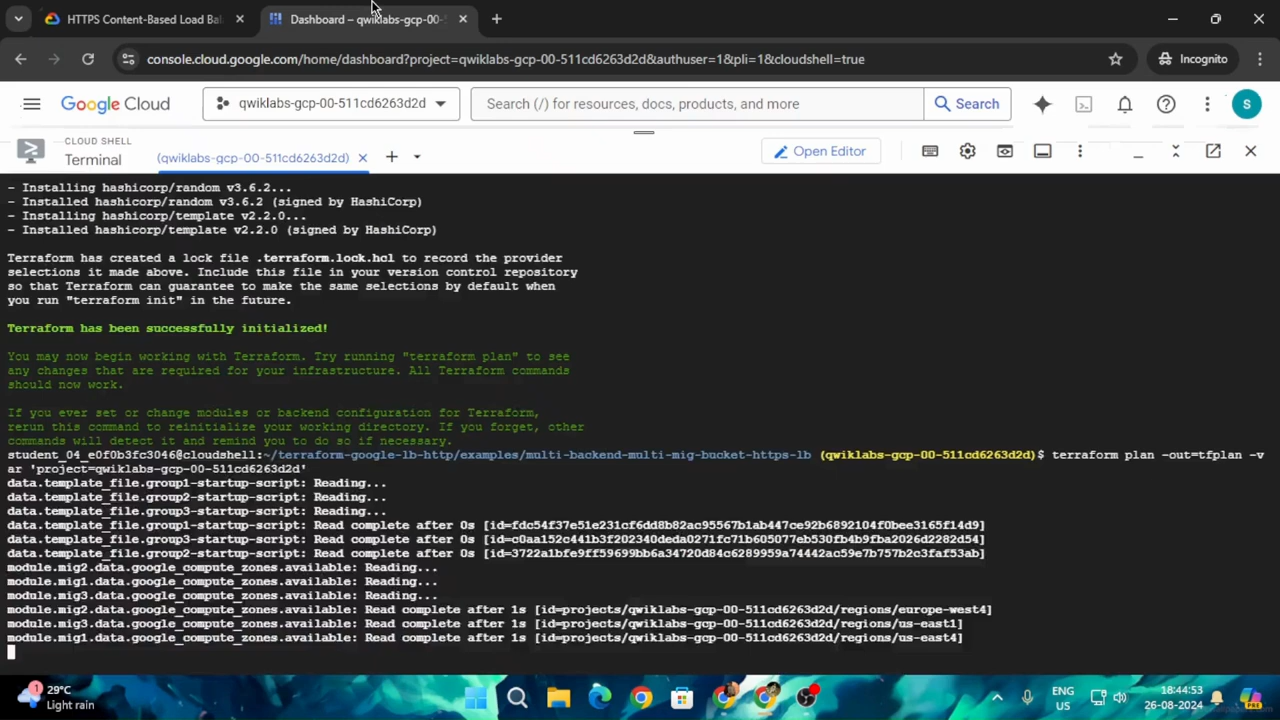 HTTPS Content-Based Load Ba
Dashboard – qwiklabs-gcp-00-5
console.cloud.google.com/home/dashboard?project=qwiklabs-gcp-00-511cd6263d2d&authuser=1&pli=1&cloudshell=true
Incognito
Google Cloud
qwiklabs-gcp-00-511cd6263d2d
Search (/) for resources, docs, products, and more
Search
S
CLOUD SHELL
Terminal
(qwiklabs-gcp-00-511cd6263d2d)
Open Editor
- Installing hashicorp/random v3.6.2...
- Installed hashicorp/random v3.6.2 (signed by HashiCorp)
- Installing hashicorp/template v2.2.0...
- Installed hashicorp/template v2.2.0 (signed by HashiCorp)
Terraform has created a lock file .terraform.lock.hcl to record the provider
selections it made above. Include this file in your version control repository
so that Terraform can guarantee to make the same selections by default when
you run "terraform init" in the future.
Terraform has been successfully initialized!
You may now begin working with Terraform. Try running "terraform plan" to see
any changes that are required for your infrastructure. All Terraform commands
should now work.
If you ever set or change modules or backend configuration for Terraform,
rerun this command to reinitialize your working directory. If you forget, other
commands will detect it and remind you to do so if necessary.
student_04_e0f0b3fc3046@cloudshell:~/terraform-google-lb-http/examples/multi-backend-multi-mig-bucket-https-lb (qwiklabs-gcp-00-511cd6263d2d)$ terraform plan -out=tfplan -v
ar 'project=qwiklabs-gcp-00-511cd6263d2d'
data.template_file.group1-startup-script: Reading...
data.template_file.group2-startup-script: Reading...
data.template_file.group3-startup-script: Reading...
data.template_file.group1-startup-script: Read complete after 0s [id=fdc54f37e51e231cf6dd8b82ac95567b1ab447ce92b6892104f0bee3165f14d9]
data.template_file.group3-startup-script: Read complete after 0s [id=c0aa152c441b3f202340deda0271fc71b605077eb530fb4b9fba2026d2282d54]
data.template_file.group2-startup-script: Read complete after 0s [id=3722a1bfe9ff59699bb6a34720d84c6289959a74442ac59e7b757b2c3faf53ab]
module.mig2.data.google_compute_zones.available: Reading...
module.mig1.data.google_compute_zones.available: Reading...
module.mig3.data.google_compute_zones.available: Reading...
module.mig2.data.google_compute_zones.available: Read complete after 1s [id=projects/qwiklabs-gcp-00-511cd6263d2d/regions/europe-west4]
module.mig3.data.google_compute_zones.available: Read complete after 1s [id=projects/qwiklabs-gcp-00-511cd6263d2d/regions/us-east1]
module.mig1.data.google_compute_zones.available: Read complete after 1s [id=projects/qwiklabs-gcp-00-511cd6263d2d/regions/us-east4]
1
29°C
Light rain
ENG
US
18:44:53
26-08-2024
PRE